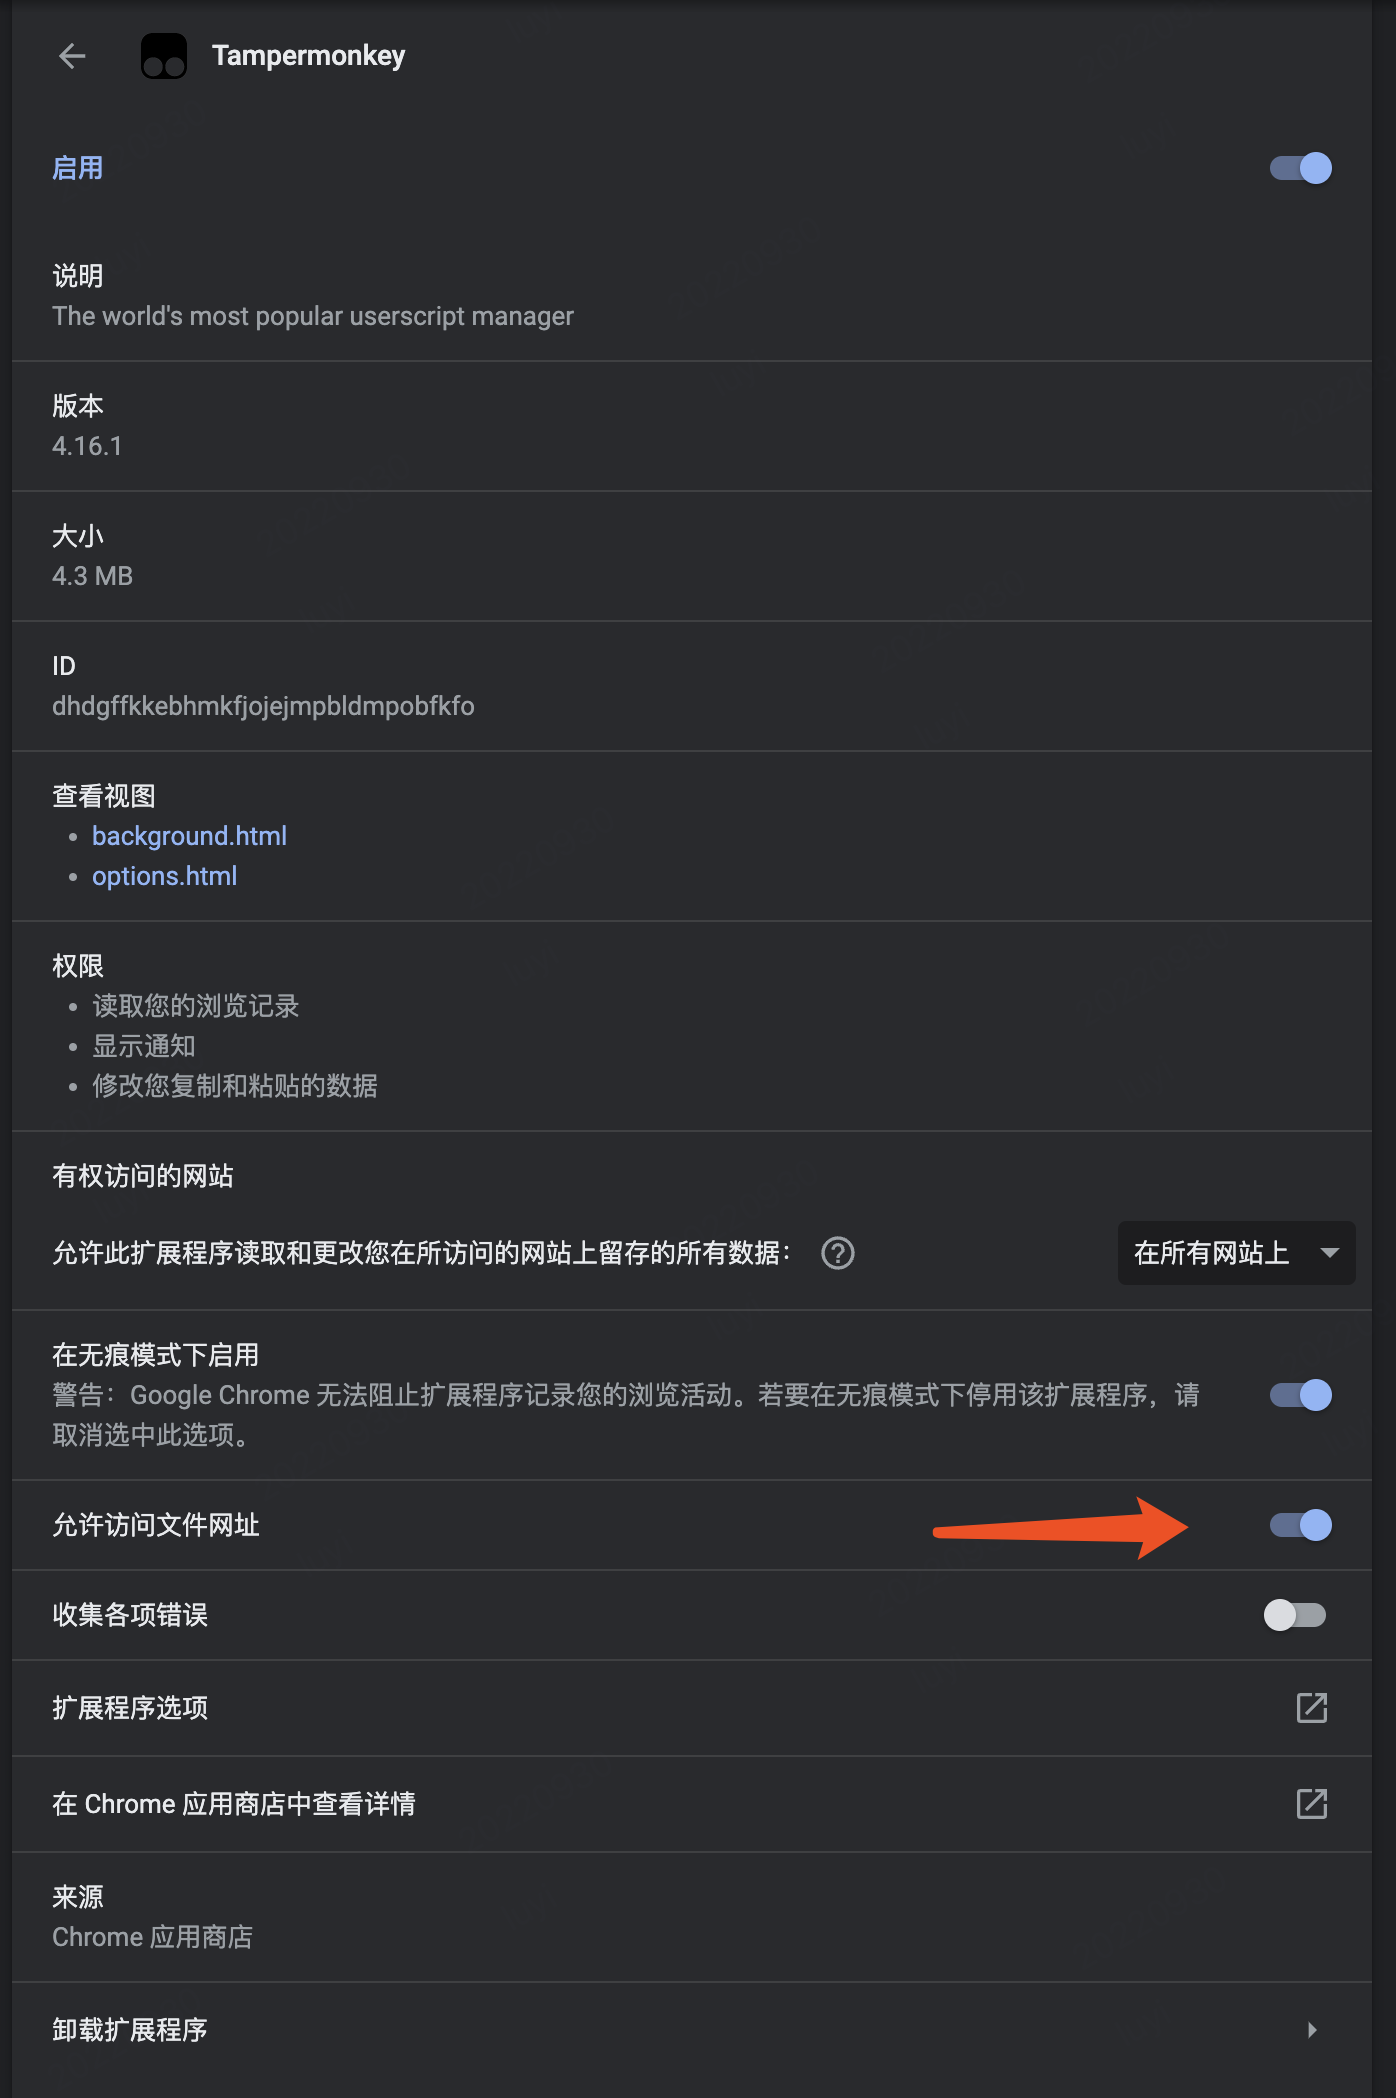 Tampermonkey
启用
说明
The world's most popular userscript manager
版本
4.16.1
大小
4.3 MB
ID
dhdgffkkebhmkfjojejmpbldmpobfkfo
查看视图
background.html
options.html
权限
读取您的浏览记录
显示通知
修改您复制和粘贴的数据
有权访问的网站
允许此扩展程序读取和更改您在所访问的网站上留存的所有数据：
在所有网站上
在无痕模式下启用
警告：Google Chrome 无法阻止扩展程序记录您的浏览活动。若要在无痕模式下停用该扩展程序，请
取消选中此选项。
允许访问文件网址
收集各项错误
扩展程序选项
在 Chrome 应用商店中查看详情
来源
Chrome 应用商店
卸载扩展程序